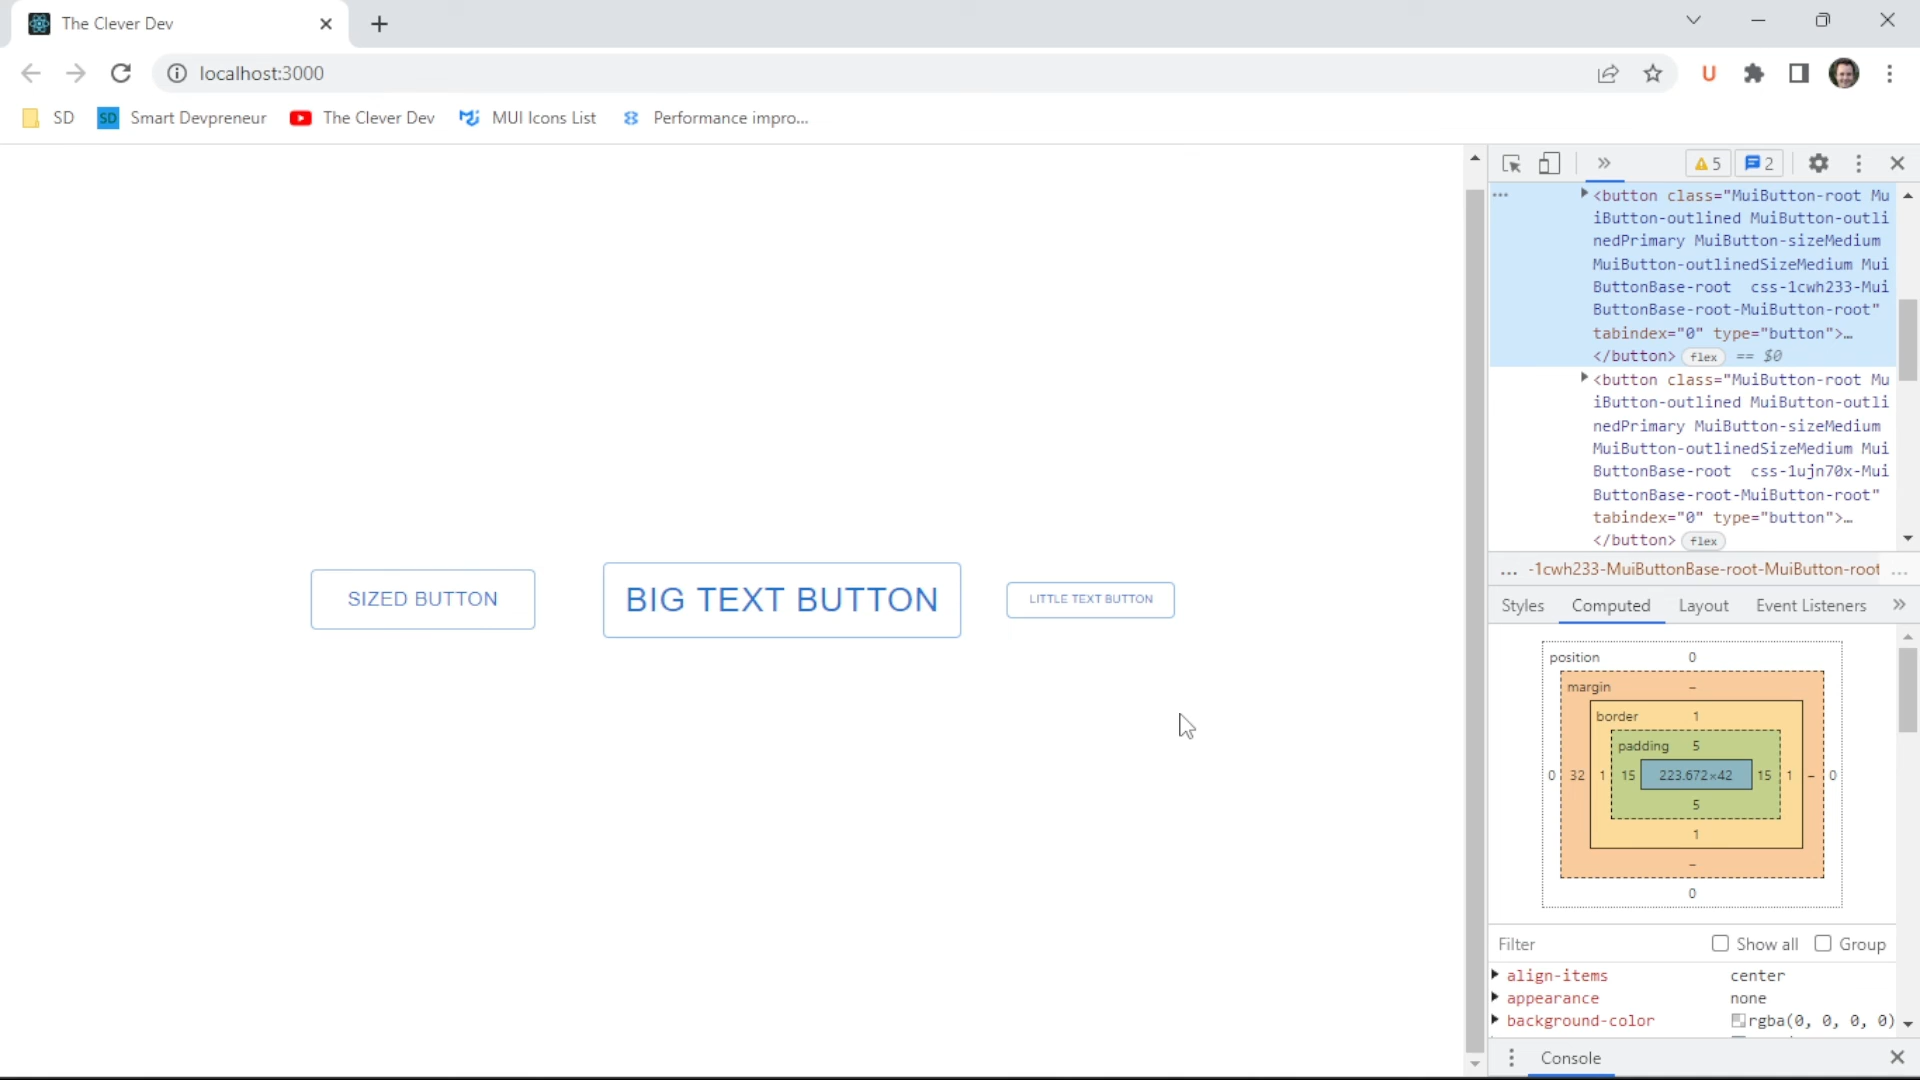 The Clever Dev
localhost:3000
U
SD
SD Smart Devpreneur
The Clever Dev
MUI Icons List
Performance impro...
5
2
… <button class="MuiButton-root Mu
iButton-outlined MuiButton-outli
nedPrimary MuiButton-sizeMedium
MuiButton-outlinedSizeMedium Mui
ButtonBase-root css-1cwh233-Mui
ButtonBase-root-MuiButton-root"
tabindex="0" type="button">…
</button> flex == $0
<button class="MuiButton-root Mu
iButton-outlined MuiButton-outli
nedPrimary MuiButton-sizeMedium
MuiButton-outlinedSizeMedium Mui
ButtonBase-root css-1ujn70x-Mui
ButtonBase-root-MuiButton-root"
tabindex="0" type="button">…
</button> flex
SIZED BUTTON
BIG TEXT BUTTON
LITTLE TEXT BUTTON
… -1cwh233-MuiButtonBase-root-MuiButton-root …
Styles Computed Layout Event Listeners »
position 0
margin –
border 1
padding 5
0 32 1 15 223.672×42 15 1 – 0
5
1
–
0
Filter Show all Group
align-items center
appearance none
background-color rgba(0, 0, 0, 0)
Console